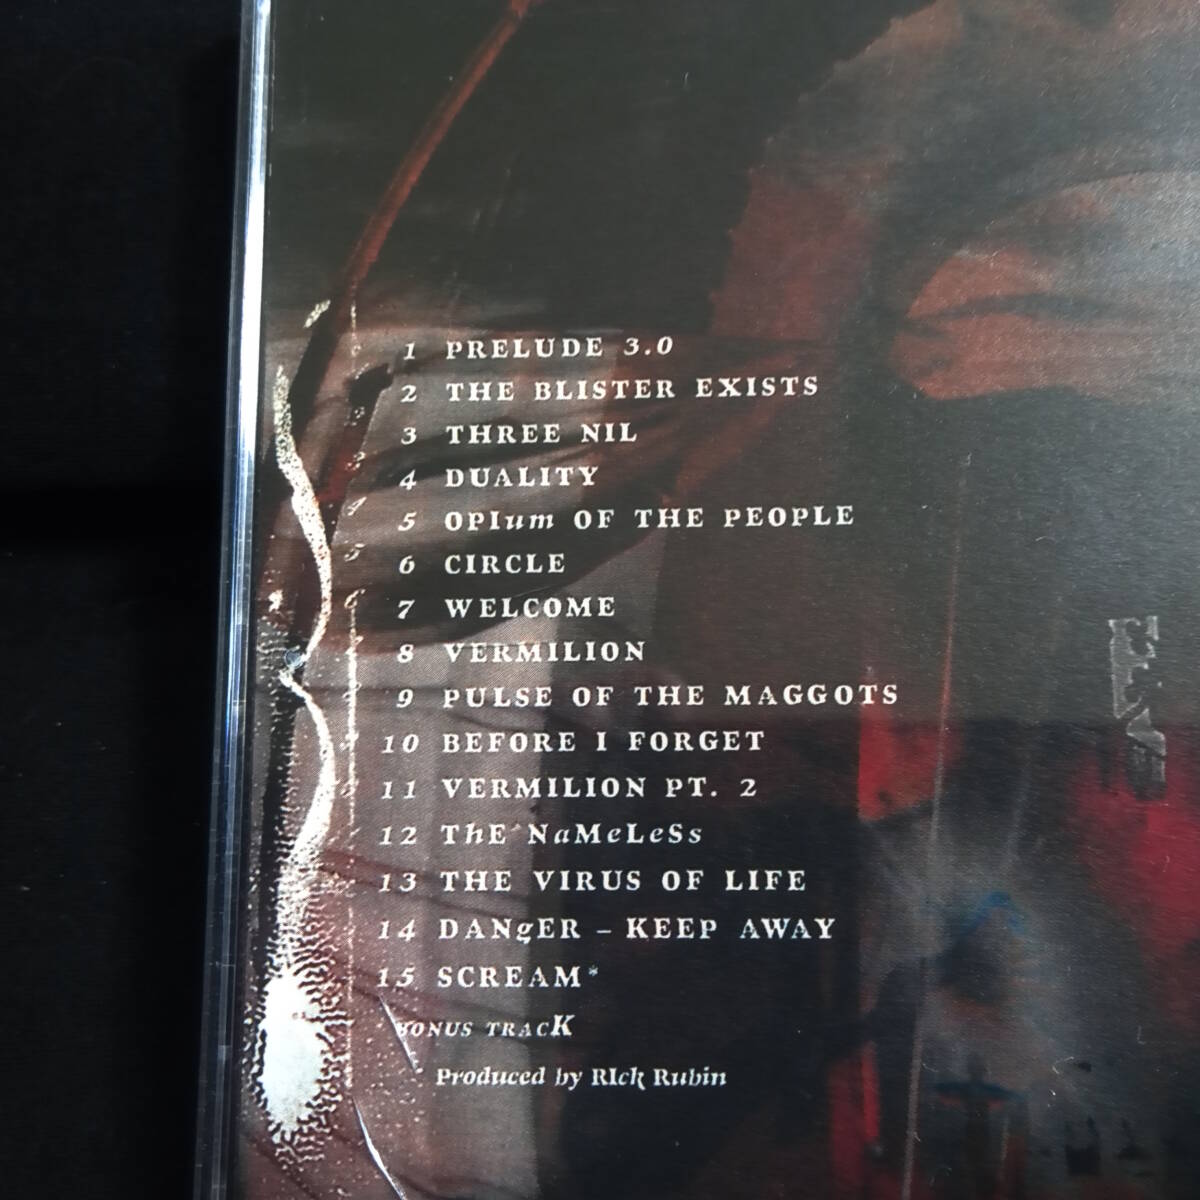 1 PRELUDE 3.0
2 THE BLISTER EXISTS
3 THREE NIL
4 DUALITY
5 OPIum OF THE PEOPLE
6 CIRCLE
7 WELCOME
8 VERMILION
9 PULSE OF THE MAGGOTS
10 BEFORE I FORGET
11 VERMILION PT. 2
12 ThE NaMeLeSs
13 THE VIRUS OF LIFE
14 DANgER – KEEP AWAY
15 SCREAM*
BONUS TRACK
Produced by RIck Rubin